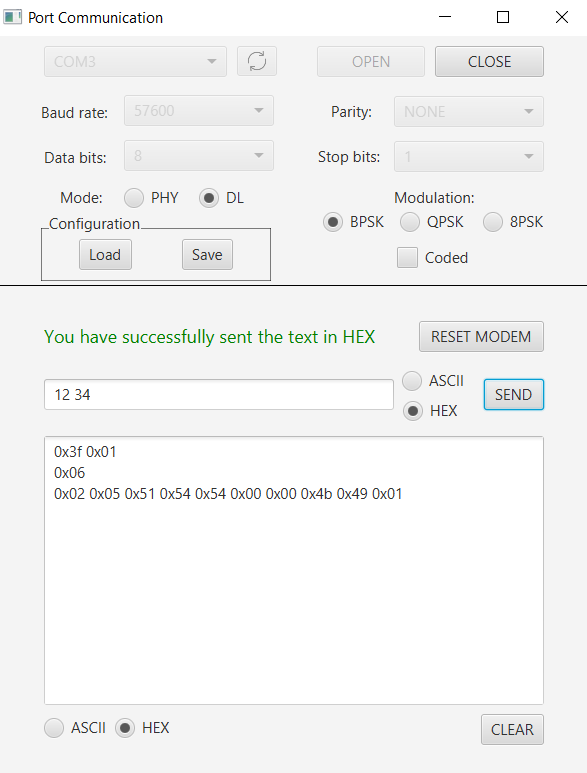 Port Communication
COM3 OPEN CLOSE
Baud rate: 57600 Parity: NONE
Data bits: 8 Stop bits: 1
Mode: PHY DL Modulation:
Configuration BPSK QPSK 8PSK
Load Save Coded
You have successfully sent the text in HEX RESET MODEM
12 34 ASCII HEX SEND
0x3f 0x01
0x06
0x02 0x05 0x51 0x54 0x54 0x00 0x00 0x4b 0x49 0x01
ASCII HEX CLEAR